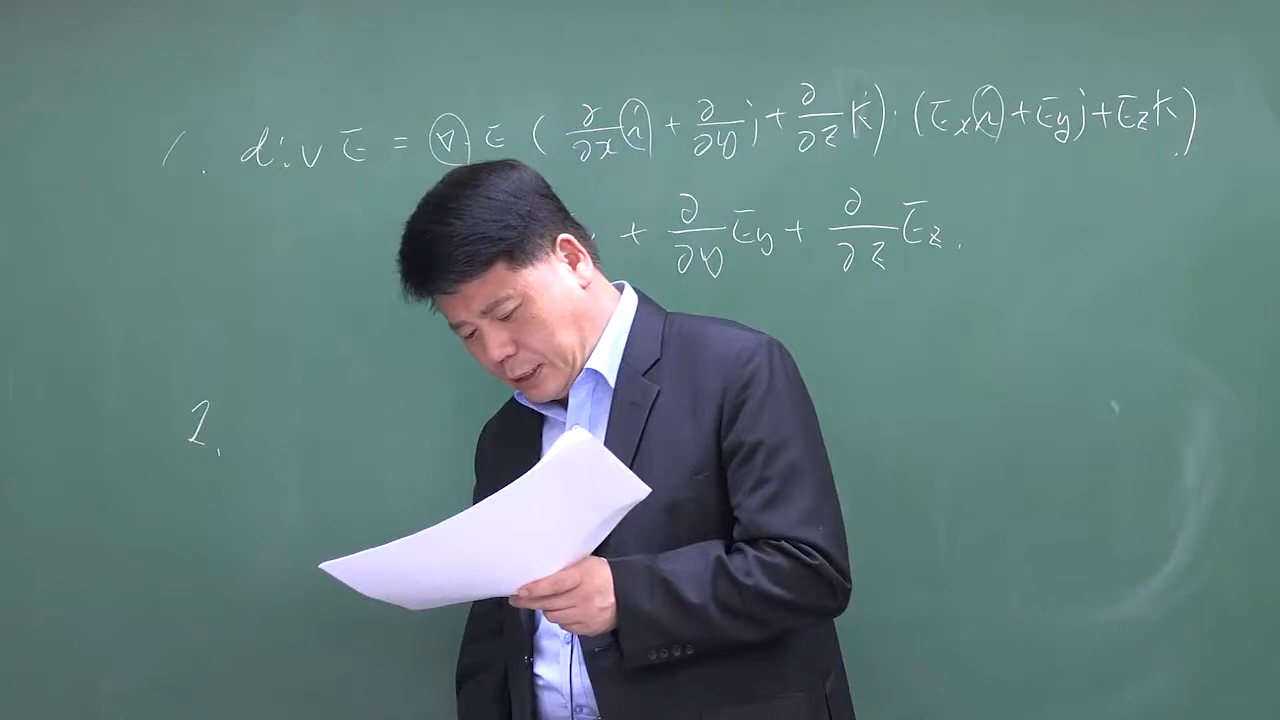 1. div E = ∇· E ( ∂/∂x i + ∂/∂y j + ∂/∂z k ) · ( Ex i + Ey j + Ez k )
+ ∂/∂y Ey + ∂/∂z Ez .
2.